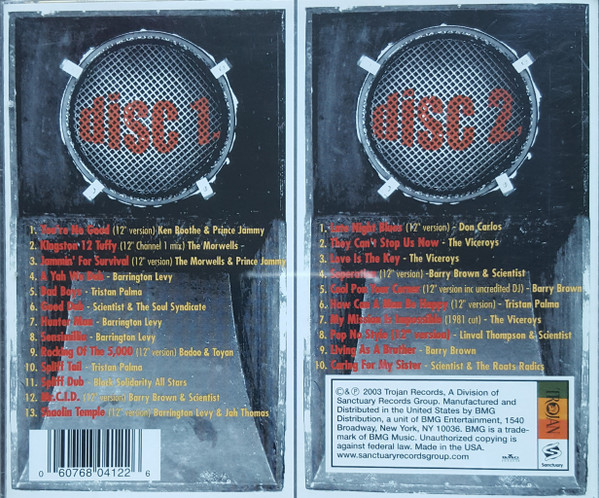 disc 1.
1. You're No Good (12" version) Ken Boothe & Prince Jammy
2. Kingston 12 Tuffy (12" Channel 1 mix) The Morwells -
3. Jammin' For Survival (12" version) The Morwells & Prince Jammy
4. A Yah We Deh - Barrington Levy
5. Bad Boys - Tristan Palma
6. Good Dub - Scientist & The Soul Syndicate
7. Hunter Man - Barrington Levy
8. Sensimilla - Barrington Levy
9. Rocking Of The 5,000 (12" version) Badoo & Toyan
10. Spliff Tail - Tristan Palma
11. Spliff Dub - Black Solidarity All Stars
12. Mr.C.I.D. (12" version) Barry Brown & Scientist
13. Shaolin Temple (12" version) Barrington Levy & Jah Thomas
0 60768 04122 6
disc 2.
1. Late Night Blues (12" version) - Don Carlos
2. They Can't Stop Us Now - The Viceroys
3. Love Is The Key - The Viceroys
4. Seperation (12" version) -Barry Brown & Scientist
5. Cool Pon Your Corner (12" version inc uncredited DJ) - Barry Brown
6. How Can A Man Be Happy (12" version) - Tristan Palma
7. My Mission Is Impossible (1981 cut) - The Viceroys
8. Pop No Style (12" version) - Linval Thompson & Scientist
9. Living As A Brother - Barry Brown
10. Caring For My Sister - Scientist & The Roots Radics
©&℗ 2003 Trojan Records, A Division of
Sanctuary Records Group. Manufactured and
Distributed in the United States by BMG
Distribution, a unit of BMG Entertainment, 1540
Broadway, New York, NY 10036. BMG is a trade-
mark of BMG Music. Unauthorized copying is
against federal law. Made in the USA.
www.sanctuaryrecordsgroup.com
BMG
TROJAN
Sanctuary